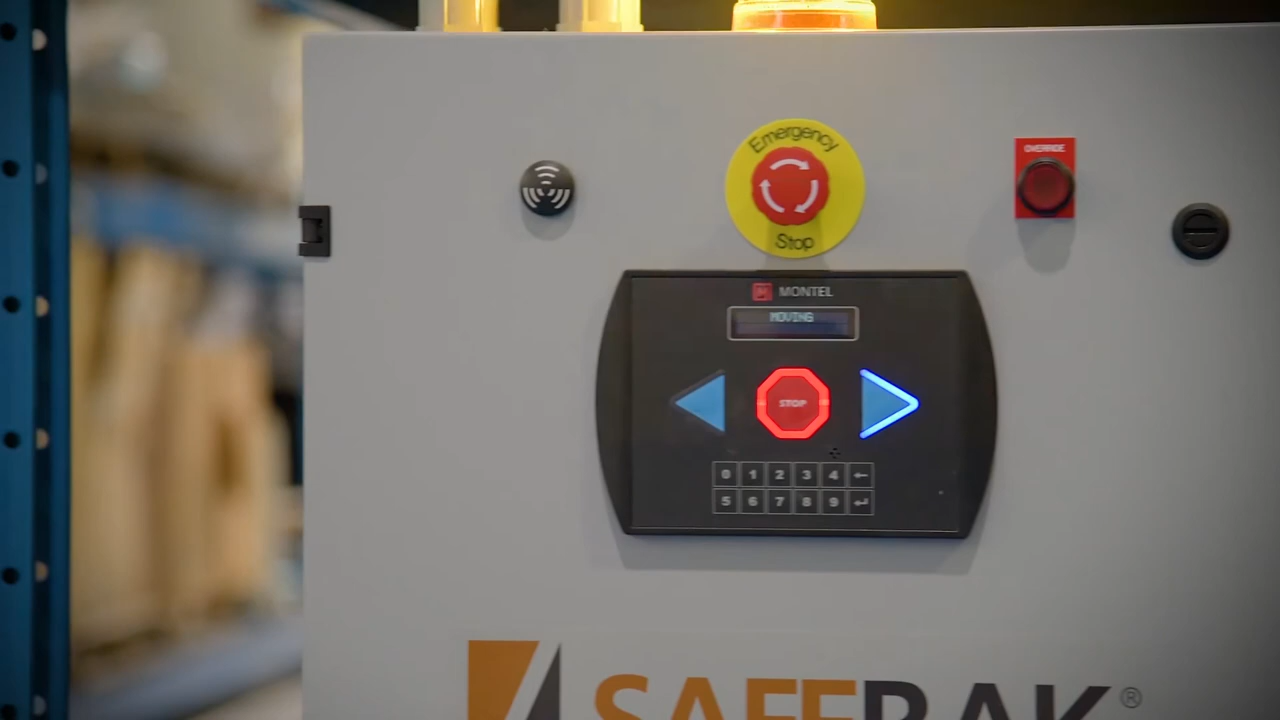 Emergency
Stop
OVERRIDE
MONTEL
MOVING
STOP
0 1 2 3 4 ←
5 6 7 8 9 ↵
SAFERAK®